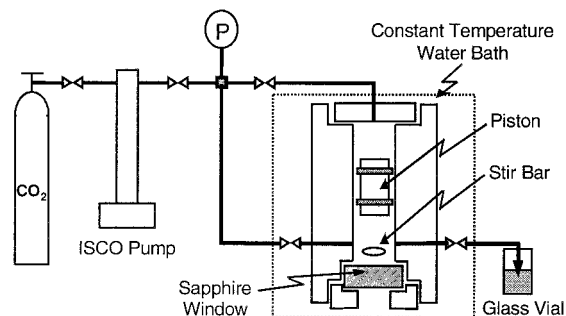 P
Constant Temperature
Water Bath
Piston
CO₂
Stir Bar
ISCO Pump
Sapphire
Window
Glass Vial